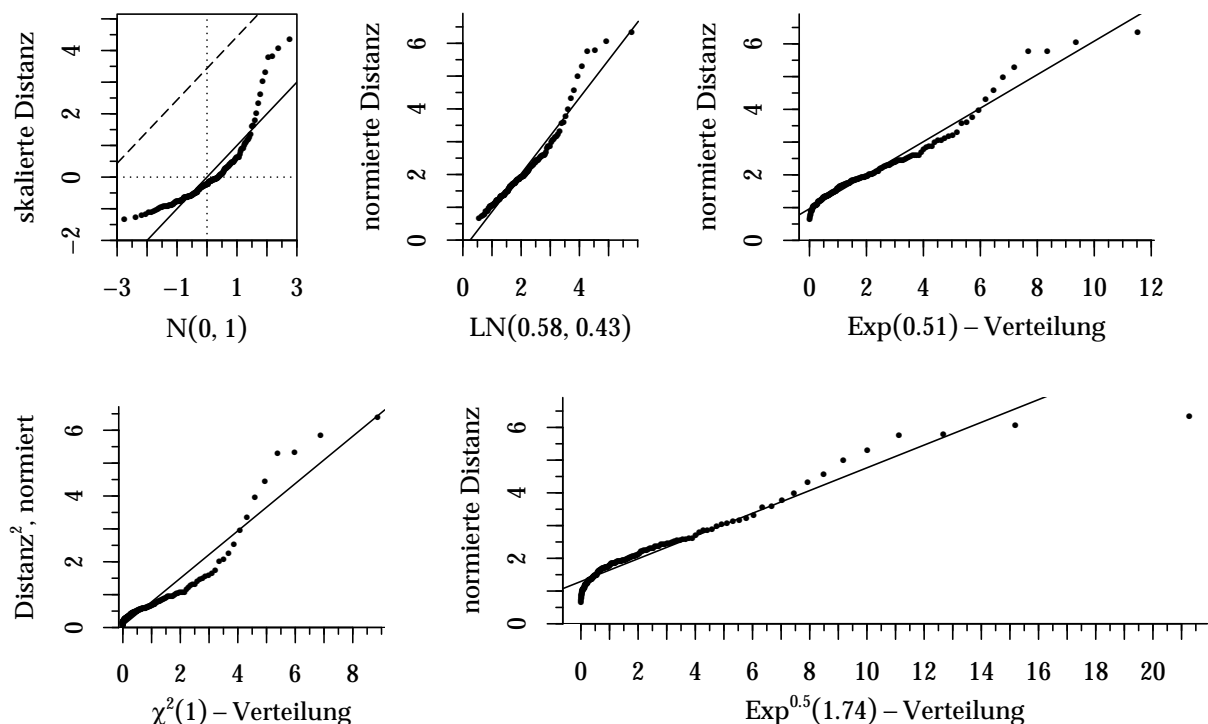 skalierte Distanz
−2 0 2 4
−3 −1 1 3
N(0, 1)
normierte Distanz
0 2 4 6
0 2 4
LN(0.58, 0.43)
normierte Distanz
0 2 4 6
0 2 4 6 8 10 12
Exp(0.51) – Verteilung
Distanz², normiert
0 2 4 6
0 2 4 6 8
χ²(1) – Verteilung
normierte Distanz
0 2 4 6
0 2 4 6 8 10 12 14 16 18 20
Exp⁰·⁵(1.74) – Verteilung